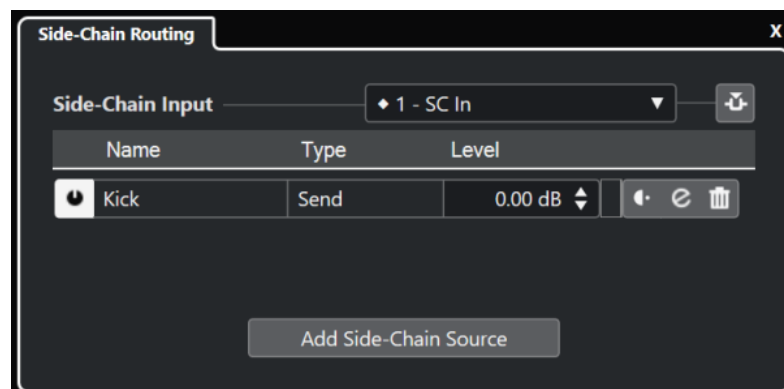 Side-Chain Routing X
Side-Chain Input 1 - SC In
Name Type Level
Kick Send 0.00 dB
Add Side-Chain Source